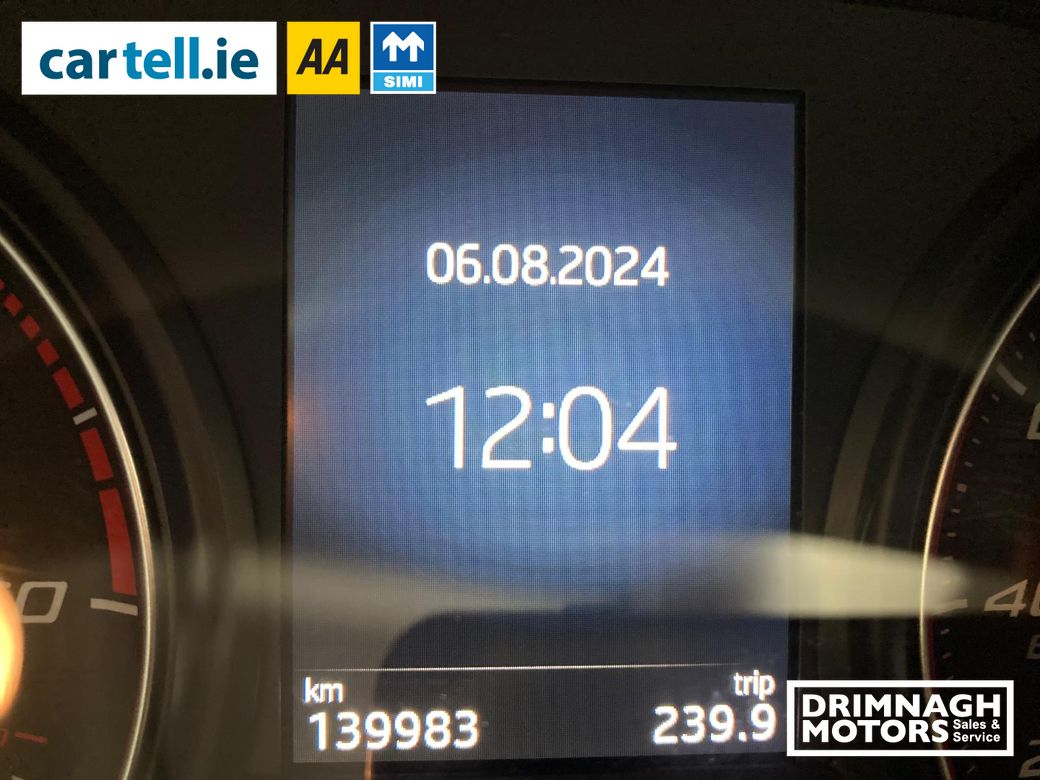 cartell.ie
AA
SIMI
06.08.2024
12:04
km
trip
139983
239.9
DRIMNAGH
MOTORS Sales & Service